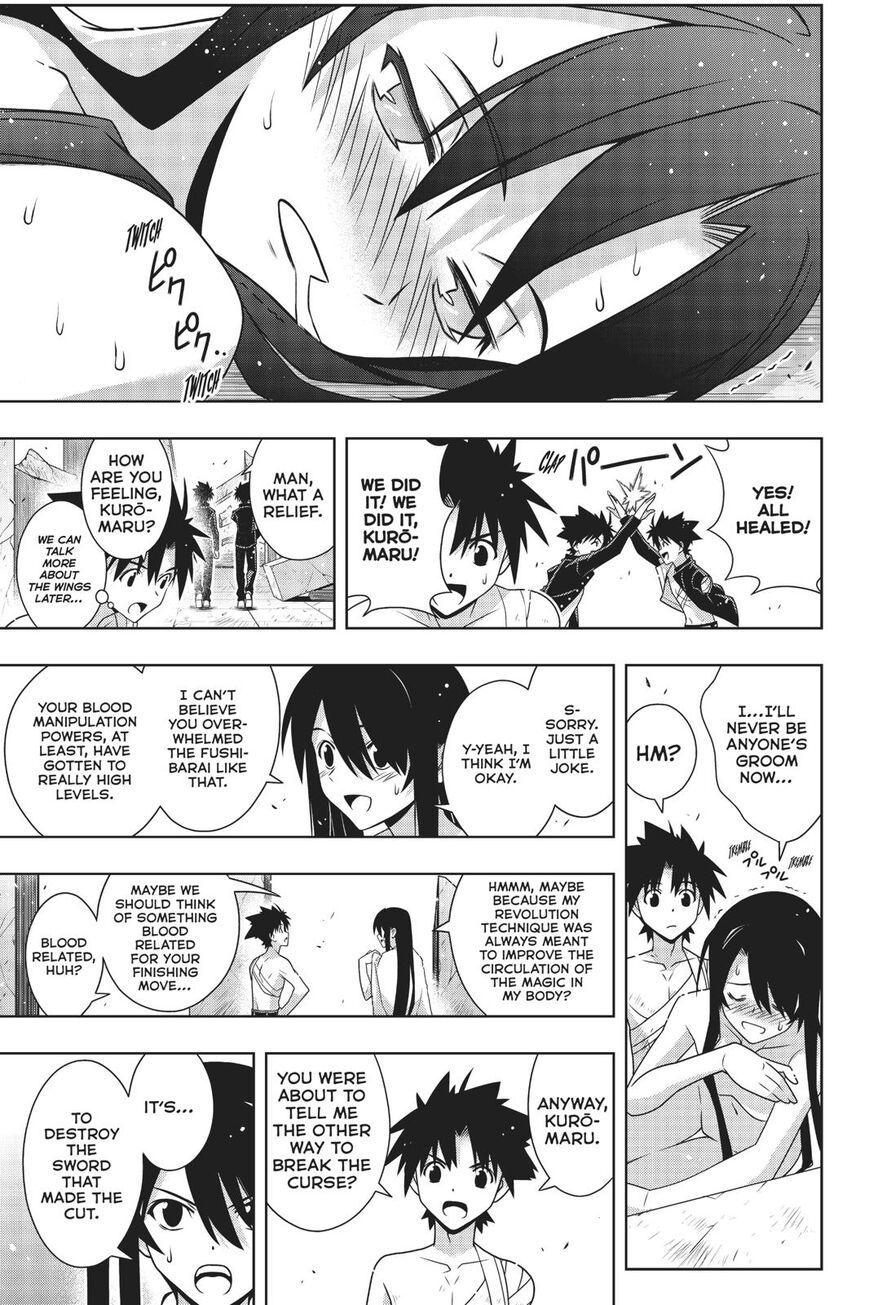 TWITCH
ピク
ピク‥
TWITCH
YES!
ALL
HEALED!
CLAP
パーン
WE DID
IT! WE
DID IT,
KURŌ-
MARU!
MAN,
WHAT A
RELIEF.
HOW
ARE YOU
FEELING,
KURŌ-
MARU?
WE CAN
TALK
MORE
ABOUT
THE WINGS
LATER...
I...I'LL
NEVER BE
ANYONE'S
GROOM
NOW...
HM?
TREMBLE
プル
プル
TREMBLE
S-
SORRY.
JUST A
LITTLE
JOKE.
Y-YEAH, I
THINK I'M
OKAY.
I CAN'T
BELIEVE
YOU OVER-
WHELMED
THE FUSHI-
BARAI LIKE
THAT.
YOUR BLOOD
MANIPULATION
POWERS, AT
LEAST, HAVE
GOTTEN TO
REALLY HIGH
LEVELS.
HMMM, MAYBE
BECAUSE MY
REVOLUTION
TECHNIQUE WAS
ALWAYS MEANT
TO IMPROVE THE
CIRCULATION OF
THE MAGIC IN
MY BODY?
MAYBE WE
SHOULD THINK
OF SOMETHING
BLOOD
RELATED
FOR YOUR
FINISHING
MOVE...
BLOOD
RELATED,
HUH?
ANYWAY,
KURŌ-
MARU.
YOU WERE
ABOUT TO
TELL ME
THE OTHER
WAY TO
BREAK THE
CURSE?
IT'S...
TO
DESTROY
THE
SWORD
THAT
MADE THE
CUT.